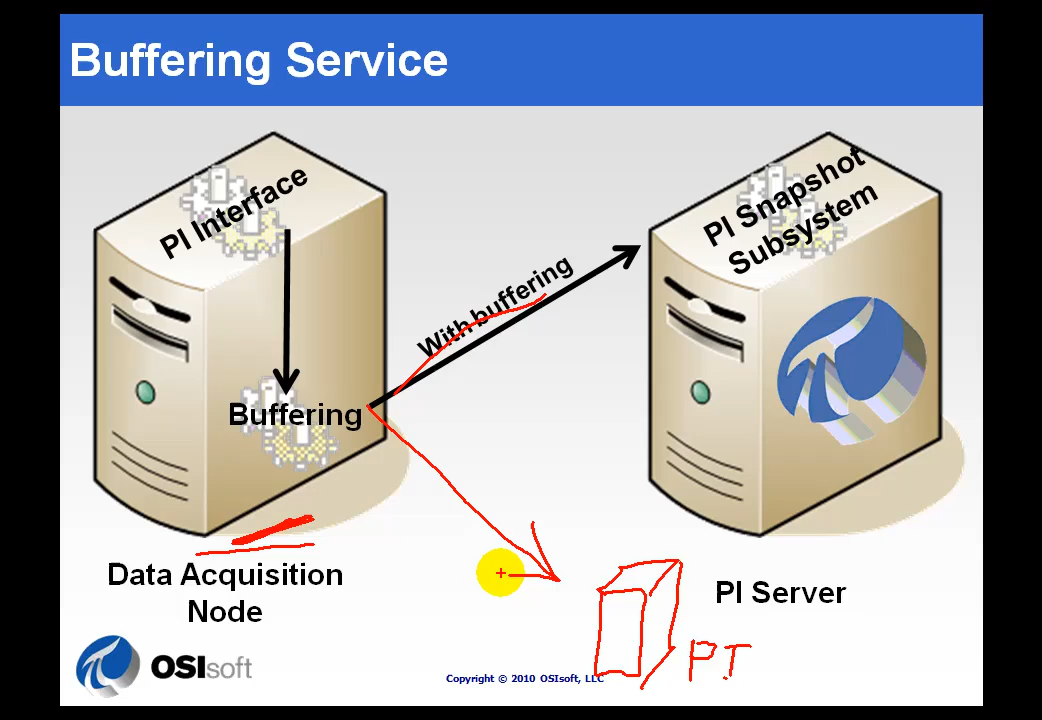 Buffering Service
PI Interface
PI Snapshot
Subsystem
With buffering
Buffering
Data Acquisition
Node
PI Server
PI
OSIsoft
Copyright © 2010 OSIsoft, LLC